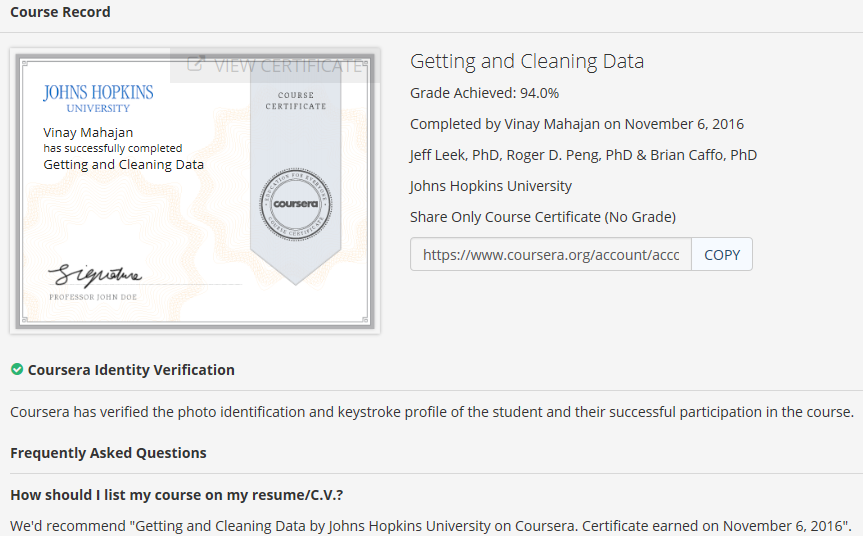 Course Record
VIEW CERTIFICATE
JOHNS HOPKINS
UNIVERSITY
COURSE
CERTIFICATE
Vinay Mahajan
has successfully completed
Getting and Cleaning Data
EDUCATION FOR EVERYONE
coursera
COURSE CERTIFICATE
Signature
PROFESSOR JOHN DOE
Getting and Cleaning Data
Grade Achieved: 94.0%
Completed by Vinay Mahajan on November 6, 2016
Jeff Leek, PhD, Roger D. Peng, PhD & Brian Caffo, PhD
Johns Hopkins University
Share Only Course Certificate (No Grade)
https://www.coursera.org/account/accc
COPY
Coursera Identity Verification
Coursera has verified the photo identification and keystroke profile of the student and their successful participation in the course.
Frequently Asked Questions
How should I list my course on my resume/C.V.?
We'd recommend "Getting and Cleaning Data by Johns Hopkins University on Coursera. Certificate earned on November 6, 2016".